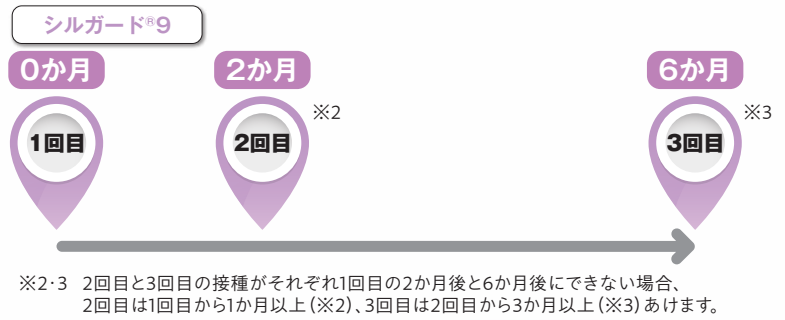 シルガード®9
0か月 2か月 6か月
1回目 2回目 ※2 3回目 ※3
※2·3 2回目と3回目の接種がそれぞれ1回目の2か月後と6か月後にできない場合、
2回目は1回目から1か月以上(※2)、3回目は2回目から3か月以上(※3)あけます。